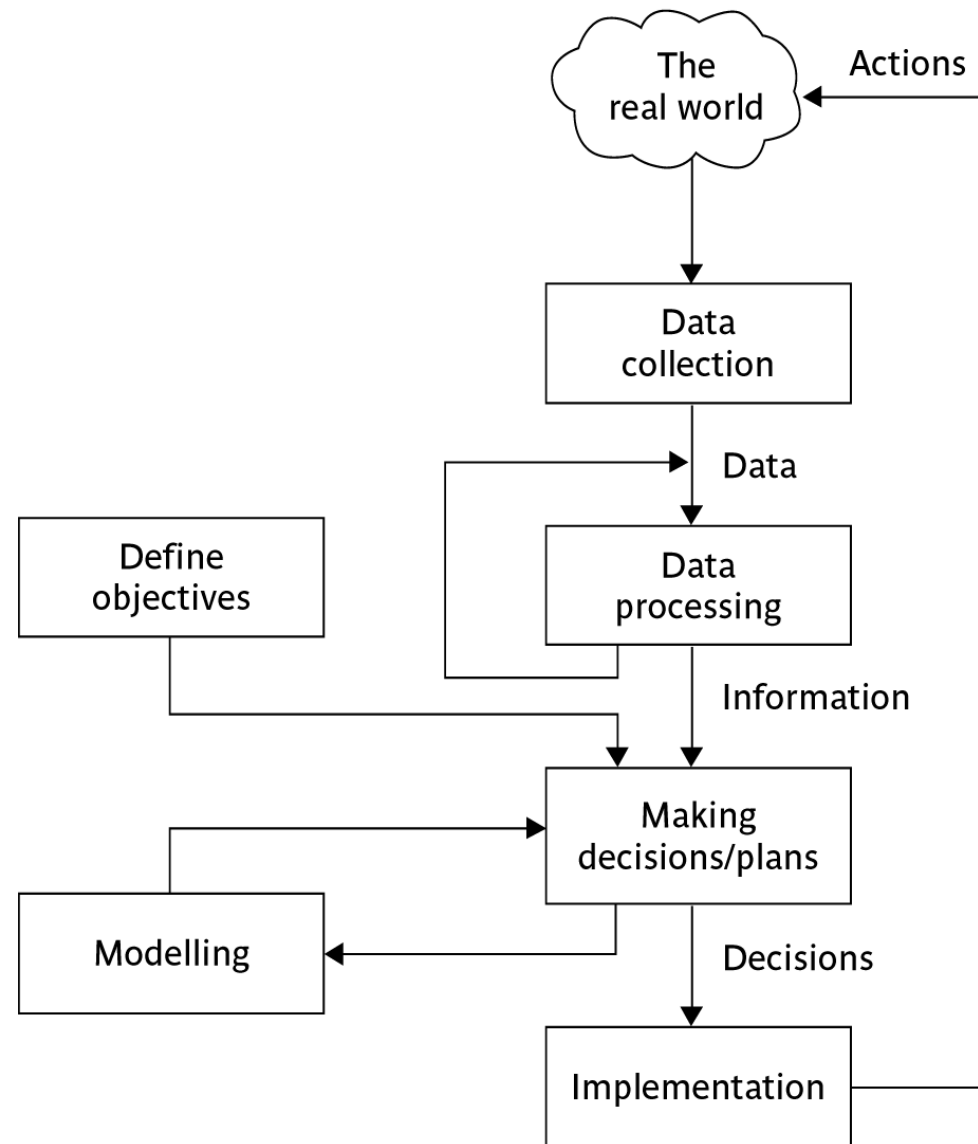 The
real world
Actions
Data
collection
Data
Define
objectives
Data
processing
Information
Making
decisions/plans
Modelling
Decisions
Implementation